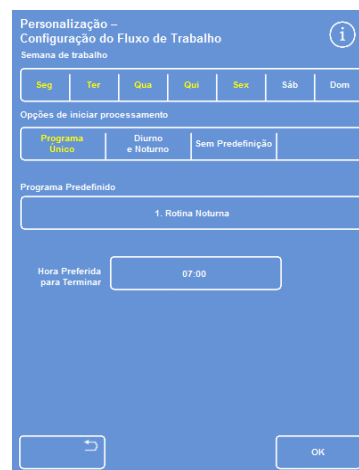 Personalização –
Configuração do Fluxo de Trabalho
i
Semana de trabalho
Seg Ter Qua Qui Sex Sáb Dom
Opções de iniciar processamento
Programa Único
Diurno e Noturno
Sem Predefinição
Programa Predefinido
1. Rotina Noturna
Hora Preferida
para Terminar
07:00
OK